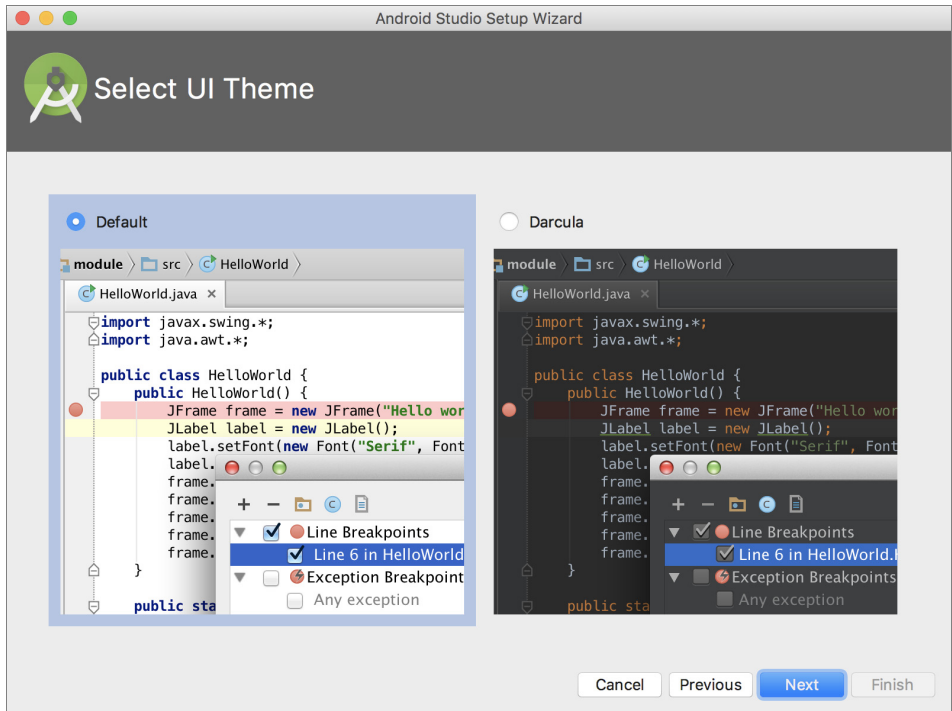 Android Studio Setup Wizard
Select UI Theme
Default
module src HelloWorld
HelloWorld.java ×
import javax.swing.*;
import java.awt.*;
public class HelloWorld {
public HelloWorld() {
JFrame frame = new JFrame("Hello wor
JLabel label = new JLabel();
label.setFont(new Font("Serif", Font
label.
frame.
frame.
frame.
frame.
frame.
}
public sta
+ −
Line Breakpoints
Line 6 in HelloWorld
Exception Breakpoint
Any exception
Darcula
module src HelloWorld
HelloWorld.java ×
import javax.swing.*;
import java.awt.*;
public class HelloWorld {
public HelloWorld() {
JFrame frame = new JFrame("Hello wor
JLabel label = new JLabel();
label.setFont(new Font("Serif", Font
label.
frame.
frame.
frame.
frame.
frame.
}
public sta
+ −
Line Breakpoints
Line 6 in HelloWorld.
Exception Breakpoints
Any exception
Cancel Previous Next Finish